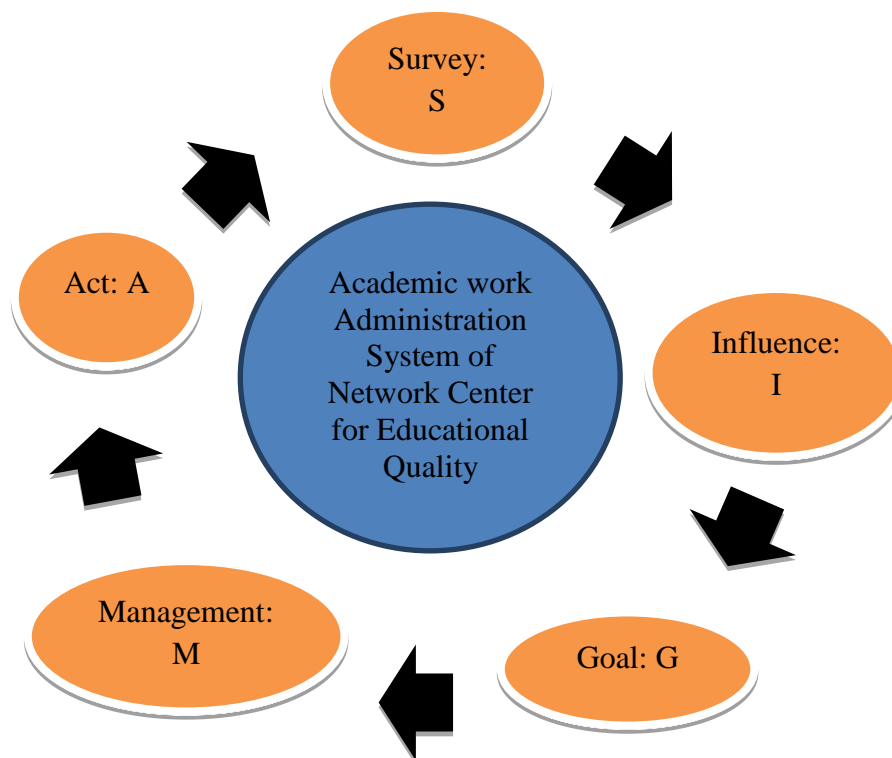 Survey:
S
Act: A
Academic work
Administration
System of
Network Center
for Educational
Quality
Influence:
I
Management:
M
Goal: G